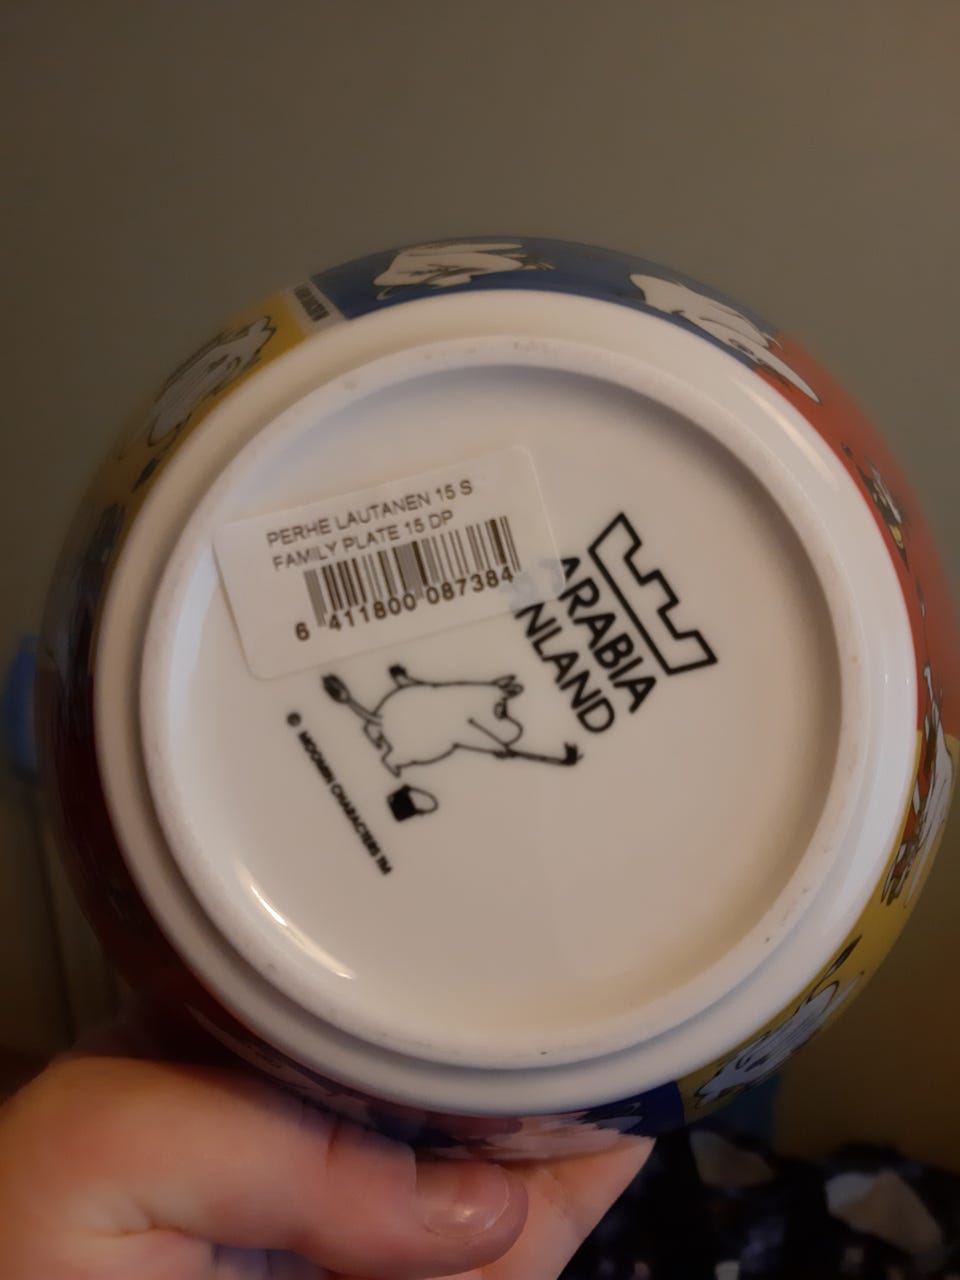 PERHE LAUTANEN 15 S
FAMILY PLATE 15 DP
6 411800 087384
ARABIA
NLAND
© MOOMIN CHARACTERS ™